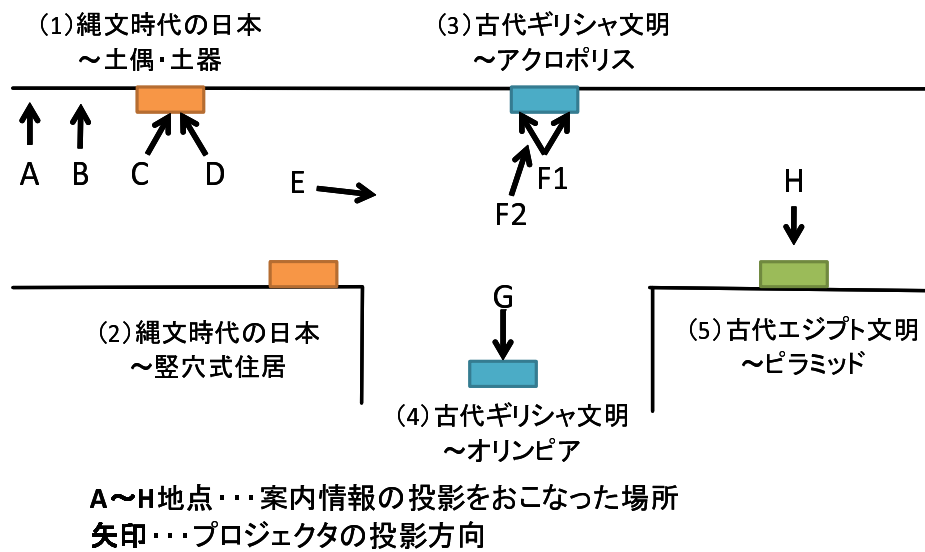 (1)縄文時代の日本
～土偶･土器
(3)古代ギリシャ文明
～アクロポリス
A
B
C
D
E
F1
F2
H
G
(2)縄文時代の日本
～竪穴式住居
(5)古代エジプト文明
～ピラミッド
(4)古代ギリシャ文明
～オリンピア
A～H地点･･･案内情報の投影をおこなった場所
矢印･･･プロジェクタの投影方向